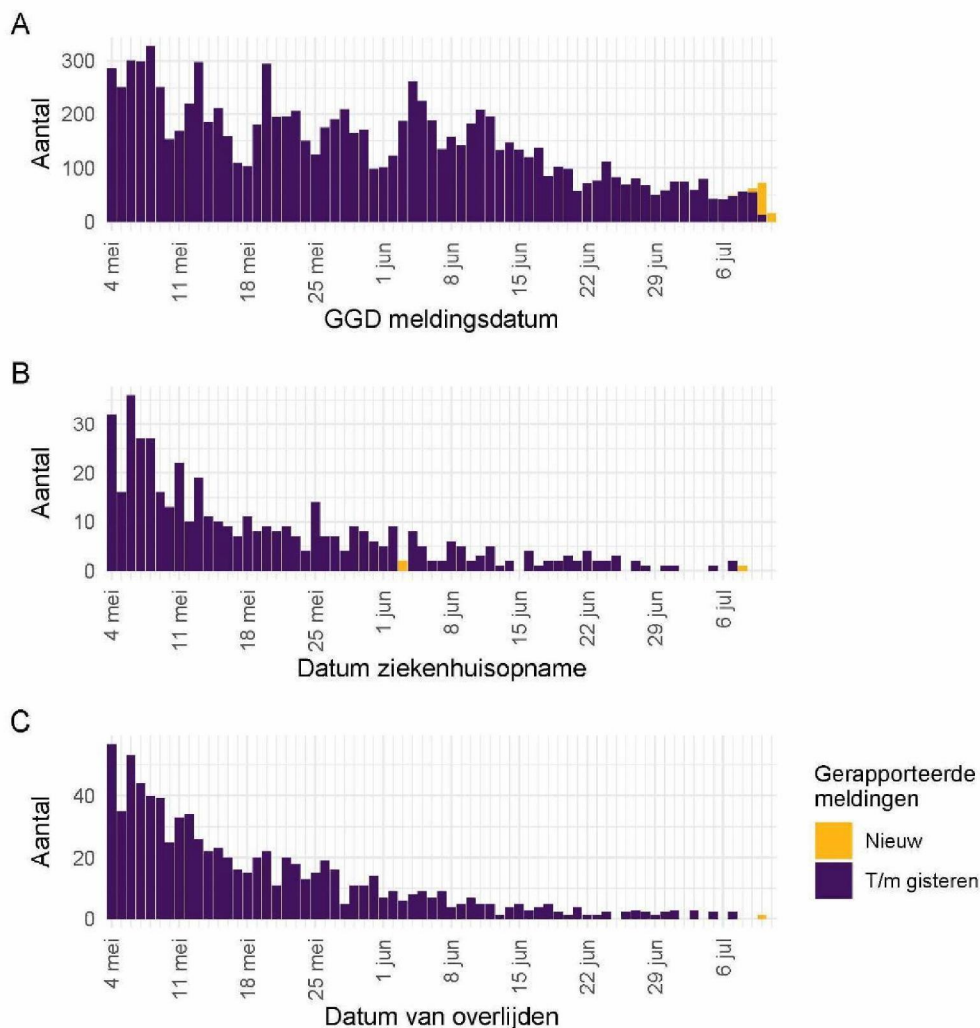 A
Aantal
300
200
100
0
4 mei
11 mei
18 mei
25 mei
1 jun
8 jun
15 jun
22 jun
29 jun
6 jul
GGD meldingsdatum
B
Aantal
30
20
10
0
4 mei
11 mei
18 mei
25 mei
1 jun
8 jun
15 jun
22 jun
29 jun
6 jul
Datum ziekenhuisopname
C
Aantal
40
20
0
4 mei
11 mei
18 mei
25 mei
1 jun
8 jun
15 jun
22 jun
29 jun
6 jul
Datum van overlijden
Gerapporteerde
meldingen
Nieuw
T/m gisteren